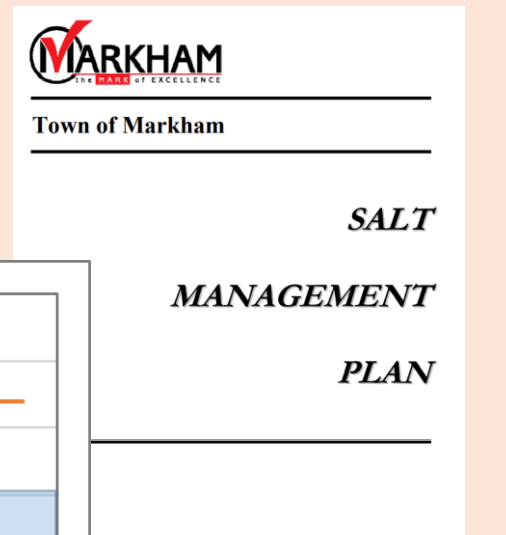 MARKHAM
the MARK of EXCELLENCE
Town of Markham
SALT
MANAGEMENT
PLAN